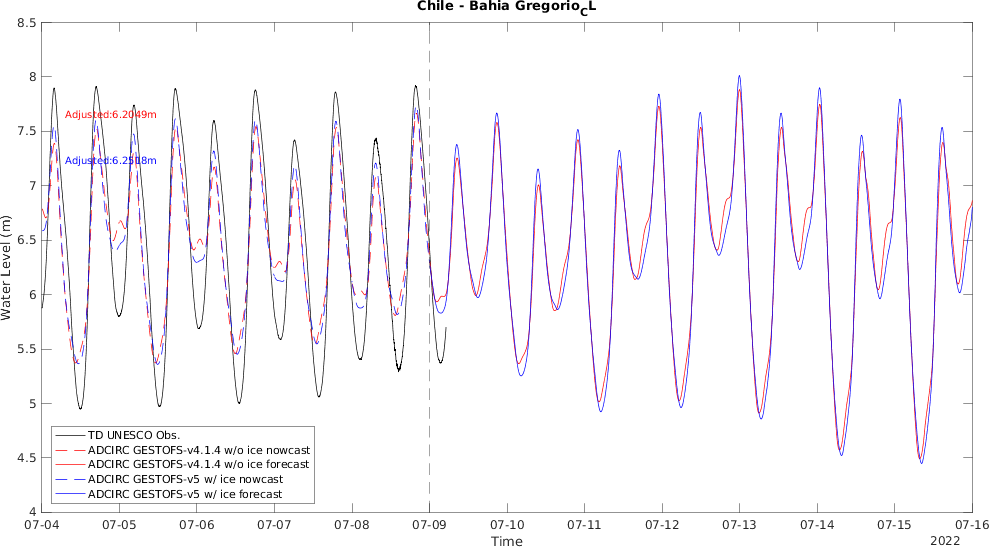 Chile - Bahia Gregorio_CL
8.5
8
7.5
7
6.5
6
5.5
5
4.5
4
Water Level (m)
Adjusted:6.2049m
Adjusted:6.2518m
TD UNESCO Obs.
ADCIRC GESTOFS-v4.1.4 w/o ice nowcast
ADCIRC GESTOFS-v4.1.4 w/o ice forecast
ADCIRC GESTOFS-v5 w/ ice nowcast
ADCIRC GESTOFS-v5 w/ ice forecast
07-04 07-05 07-06 07-07 07-08 07-09 07-10 07-11 07-12 07-13 07-14 07-15 07-16
Time
2022